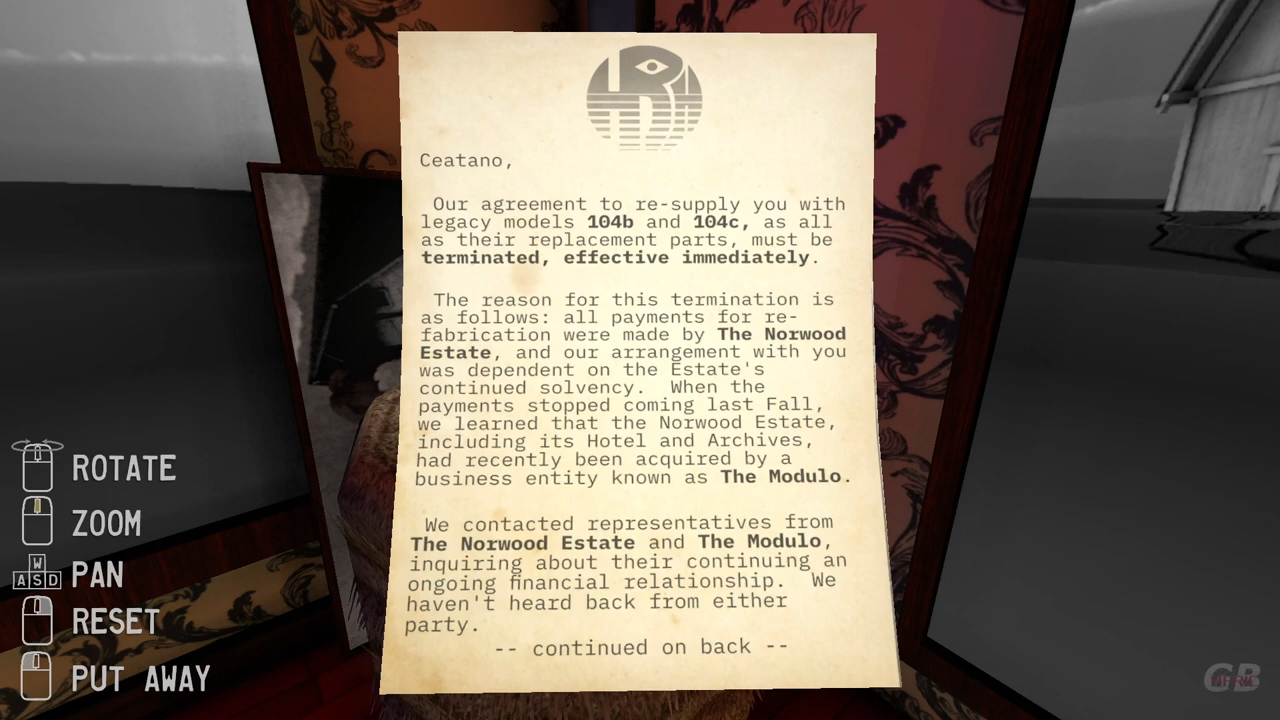 Ceatano,
Our agreement to re-supply you with
legacy models 104b and 104c, as all
as their replacement parts, must be
terminated, effective immediately.
The reason for this termination is
as follows: all payments for re-
fabrication were made by The Norwood
Estate, and our arrangement with you
was dependent on the Estate's
continued solvency. When the
payments stopped coming last Fall,
we learned that the Norwood Estate,
including its Hotel and Archives,
had recently been acquired by a
business entity known as The Modulo.
We contacted representatives from
The Norwood Estate and The Modulo,
inquiring about their continuing an
ongoing financial relationship. We
haven't heard back from either
party.
-- continued on back --
ROTATE
ZOOM
W
A S D PAN
RESET
PUT AWAY
GB